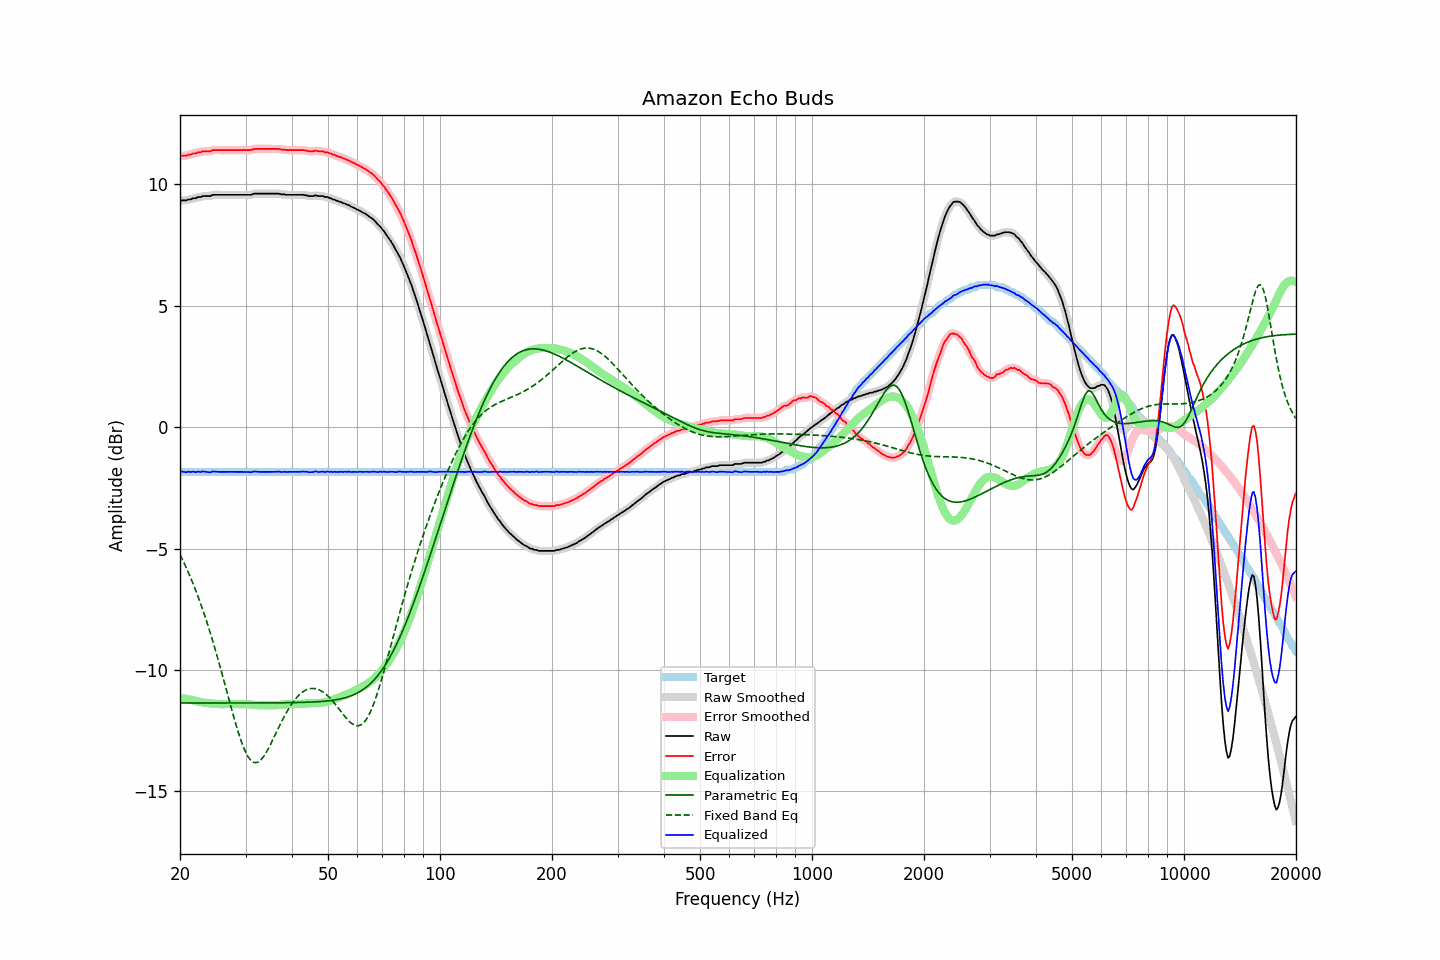 Amazon Echo Buds
Amplitude (dBr)
10
5
0
−5
−10
−15
Target
Raw Smoothed
Error Smoothed
Raw
Error
Equalization
Parametric Eq
Fixed Band Eq
Equalized
20
50
100
200
500
1000
2000
5000
10000
20000
Frequency (Hz)